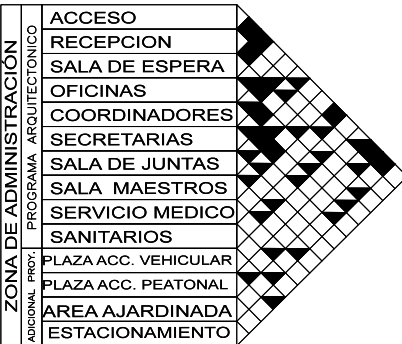 ZONA DE ADMINISTRACIÓN
PROGRAMA ARQUITECTONICO
ACCESO
RECEPCION
SALA DE ESPERA
OFICINAS
COORDINADORES
SECRETARIAS
SALA DE JUNTAS
SALA MAESTROS
SERVICIO MEDICO
SANITARIOS
ADICIONAL PROY.
PLAZA ACC. VEHICULAR
PLAZA ACC. PEATONAL
AREA AJARDINADA
ESTACIONAMIENTO